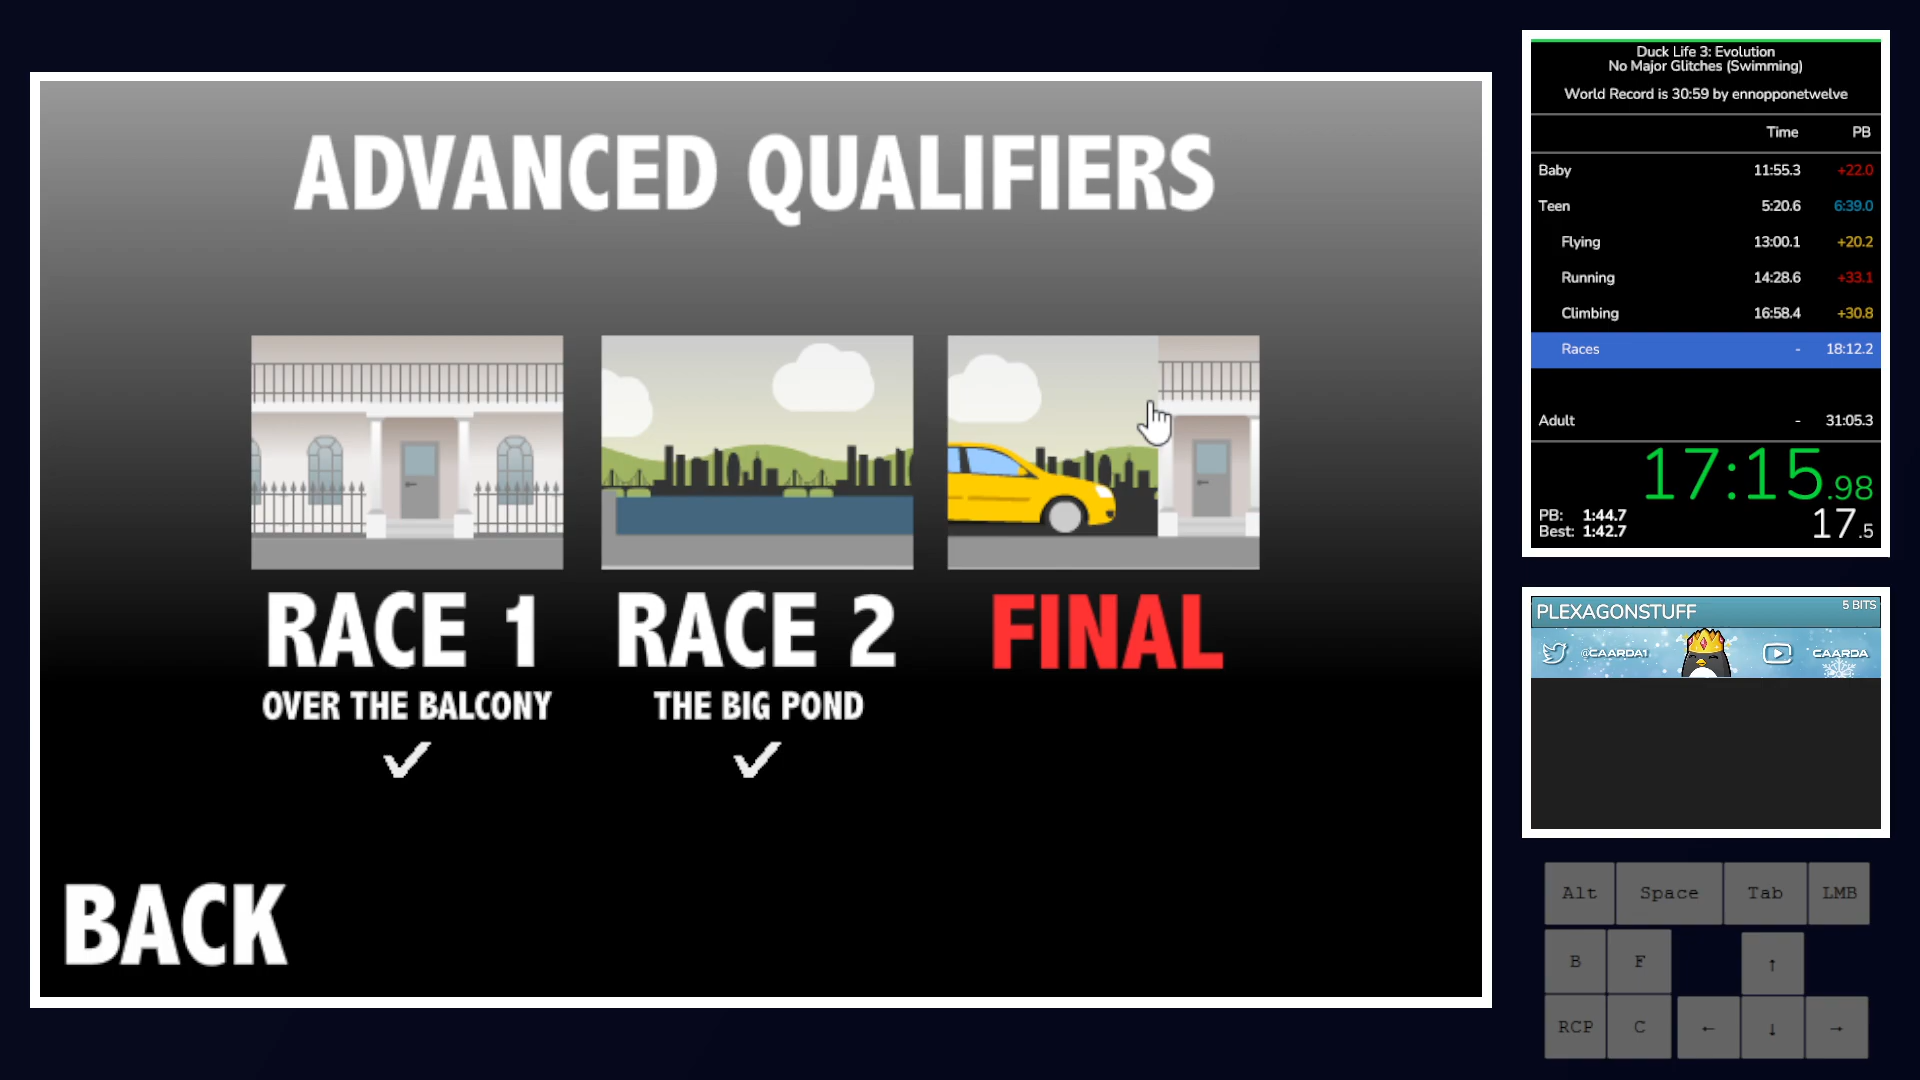 ADVANCED QUALIFIERS
RACE 1
OVER THE BALCONY
RACE 2
THE BIG POND
FINAL
BACK
Duck Life 3: Evolution
No Major Glitches (Swimming)
World Record is 30:59 by ennopponetwelve
Time PB
Baby 11:55.3 +22.0
Teen 5:20.6 6:39.0
Flying 13:00.1 +20.2
Running 14:28.6 +33.1
Climbing 16:58.4 +30.8
Races - 18:12.2
Adult - 31:05.3
17:15.98
PB: 1:44.7
Best: 1:42.7
17.5
PLEXAGONSTUFF 5 BITS
@CAARDA1 CAARDA
Alt Space Tab LMB
B F ↑
RCP C ← ↓ →